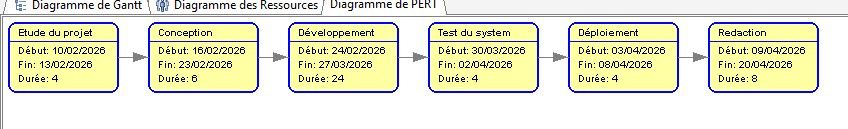 Diagramme de Gantt
Diagramme des Ressources
Diagramme de PERT
Etude du projet
Début: 10/02/2026
Fin: 13/02/2026
Durée: 4
Conception
Début: 16/02/2026
Fin: 23/02/2026
Durée: 6
Développement
Début: 24/02/2026
Fin: 27/03/2026
Durée: 24
Test du system
Début: 30/03/2026
Fin: 02/04/2026
Durée: 4
Déploiement
Début: 03/04/2026
Fin: 08/04/2026
Durée: 4
Redaction
Début: 09/04/2026
Fin: 20/04/2026
Durée: 8